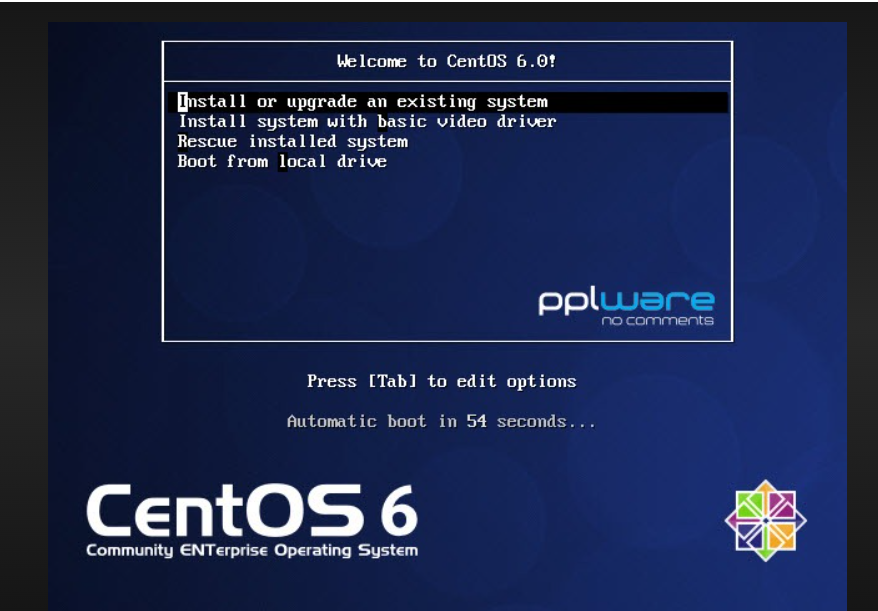 Welcome to CentOS 6.0!
Install or upgrade an existing system
Install system with basic video driver
Rescue installed system
Boot from local drive
pplware
no comments
Press [Tab] to edit options
Automatic boot in 54 seconds...
CentOS 6
Community ENTerprise Operating System